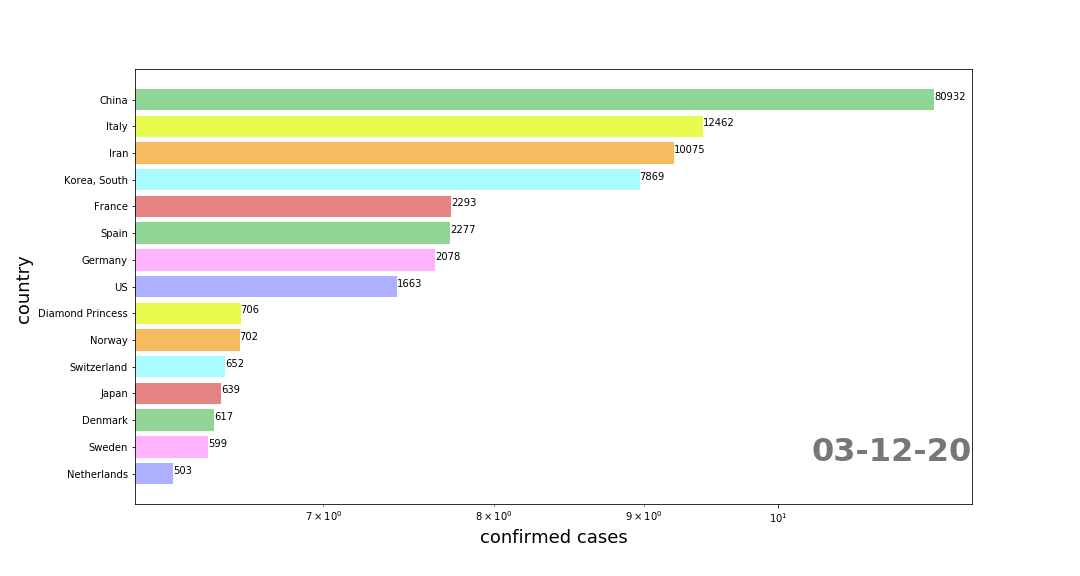 China 80932
Italy 12462
Iran 10075
Korea, South 7869
France 2293
Spain 2277
Germany 2078
US 1663
Diamond Princess 706
Norway 702
Switzerland 652
Japan 639
Denmark 617
Sweden 599
Netherlands 503
country
03-12-20
7 × 10⁰ 8 × 10⁰ 9 × 10⁰ 10¹
confirmed cases